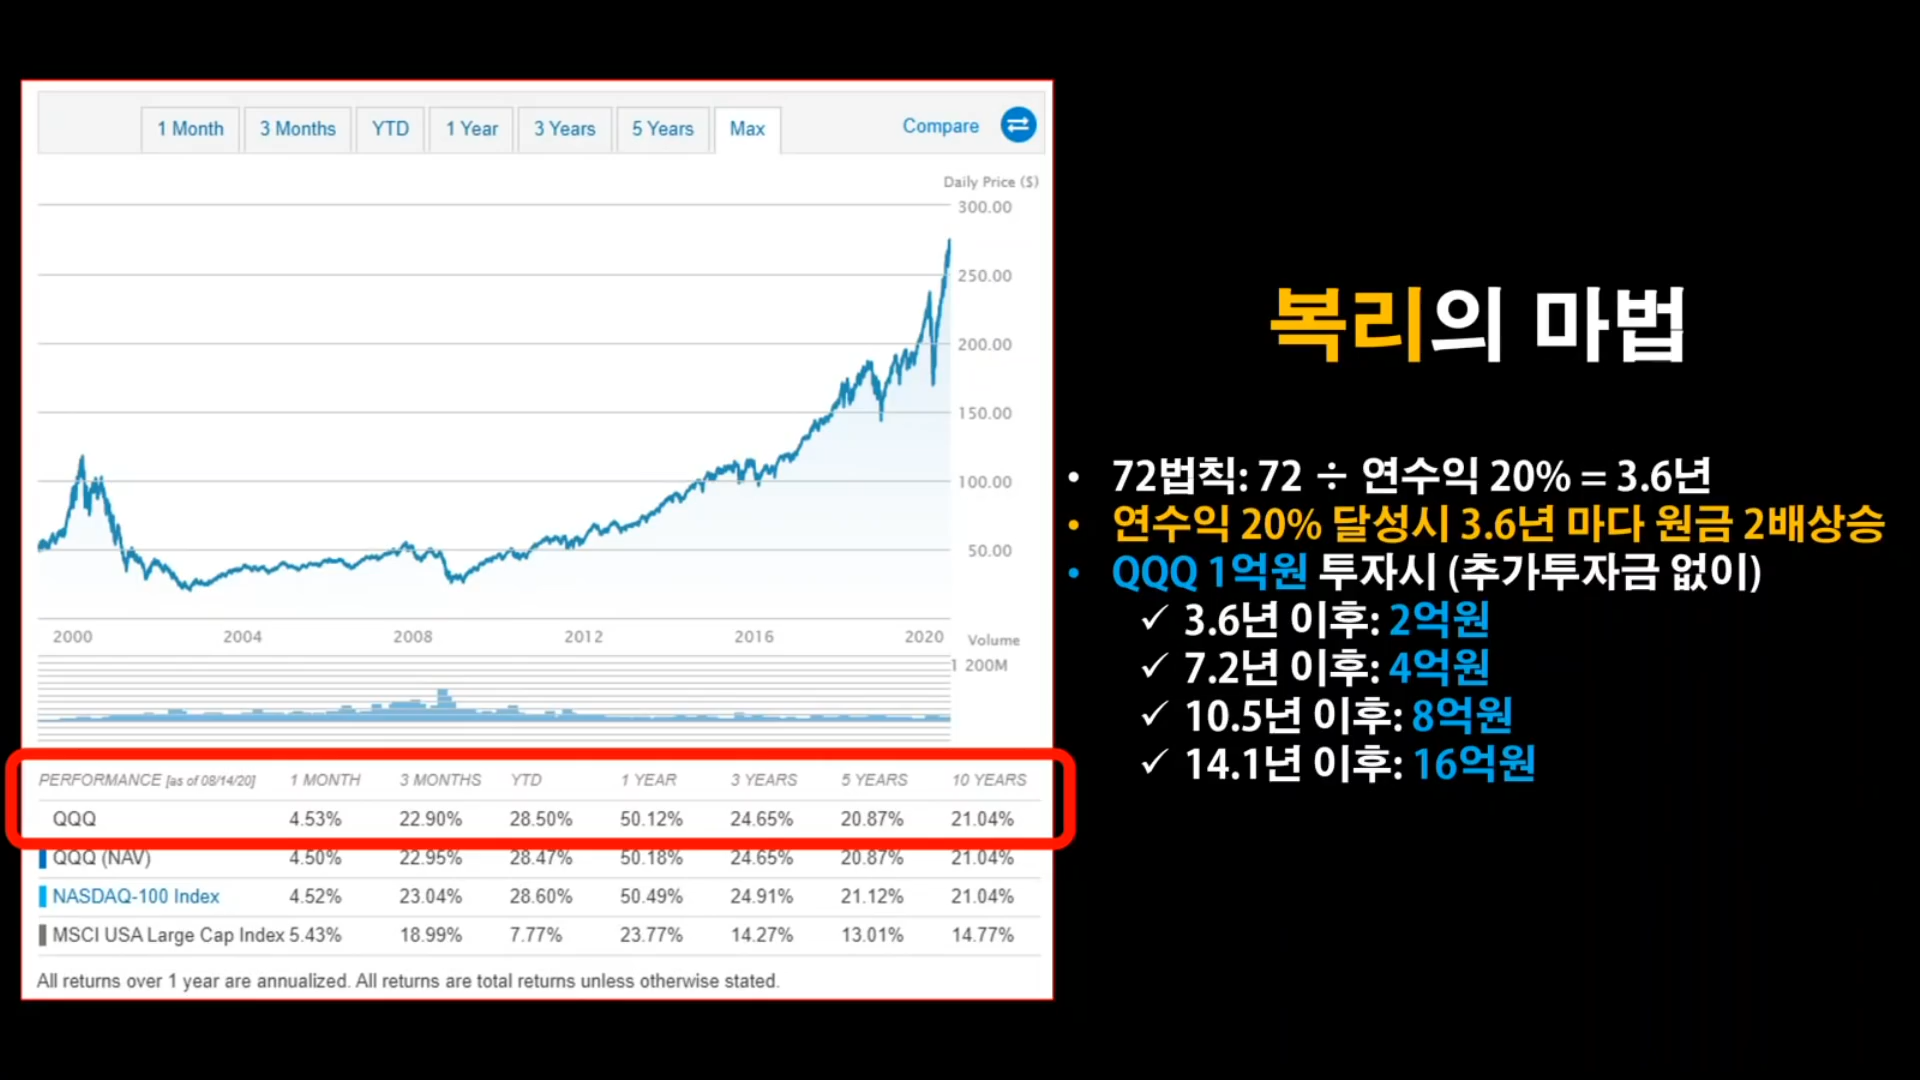 1 Month 3 Months YTD 1 Year 3 Years 5 Years Max Compare
Daily Price ($)
300.00
250.00
200.00
150.00
100.00
50.00
2000 2004 2008 2012 2016 2020
Volume
1 200M
PERFORMANCE [as of 08/14/20] 1 MONTH 3 MONTHS YTD 1 YEAR 3 YEARS 5 YEARS 10 YEARS
QQQ 4.53% 22.90% 28.50% 50.12% 24.65% 20.87% 21.04%
QQQ (NAV) 4.50% 22.95% 28.47% 50.18% 24.65% 20.87% 21.04%
NASDAQ-100 Index 4.52% 23.04% 28.60% 50.49% 24.91% 21.12% 21.04%
MSCI USA Large Cap Index 5.43% 18.99% 7.77% 23.77% 14.27% 13.01% 14.77%
All returns over 1 year are annualized. All returns are total returns unless otherwise stated.
복리의 마법
• 72법칙: 72 ÷ 연수익 20% = 3.6년
• 연수익 20% 달성시 3.6년 마다 원금 2배상승
• QQQ 1억원 투자시 (추가투자금 없이)
✓ 3.6년 이후: 2억원
✓ 7.2년 이후: 4억원
✓ 10.5년 이후: 8억원
✓ 14.1년 이후: 16억원